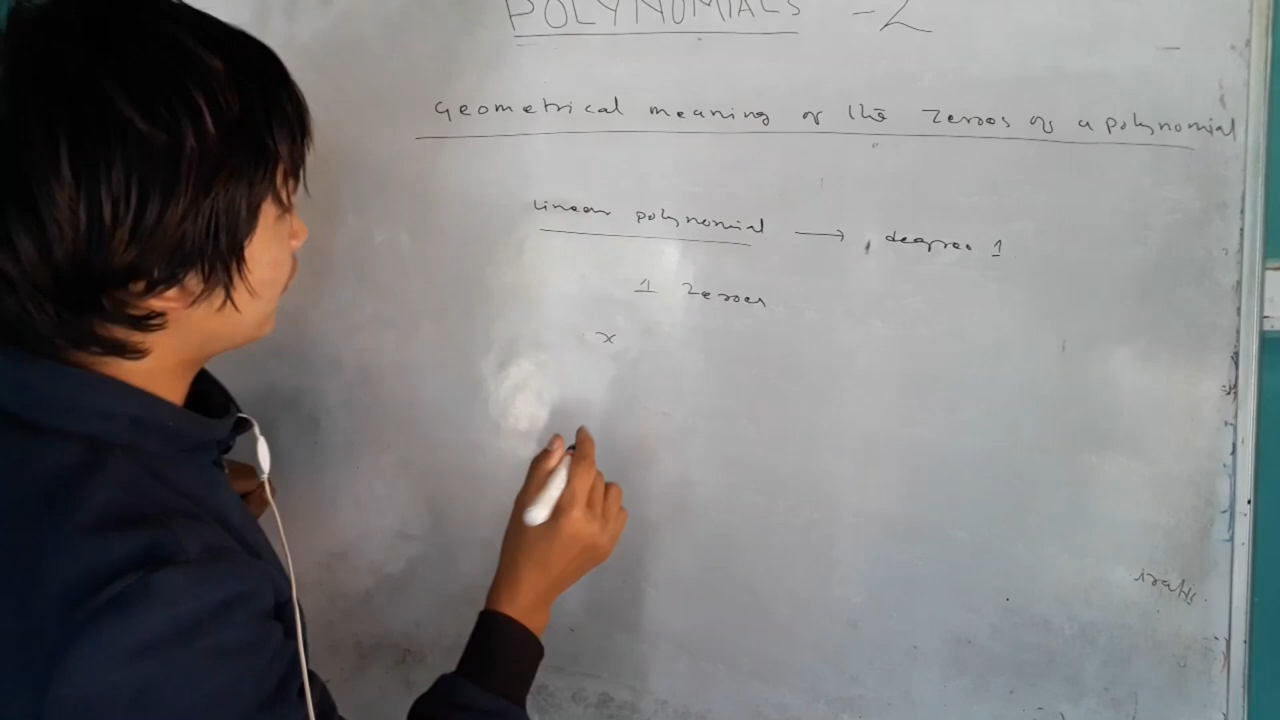 POLYNOMIALS - 2
Geometrical meaning of the zeroes of a polynomial
Linear polynomial → degree 1
1 zeroes
x